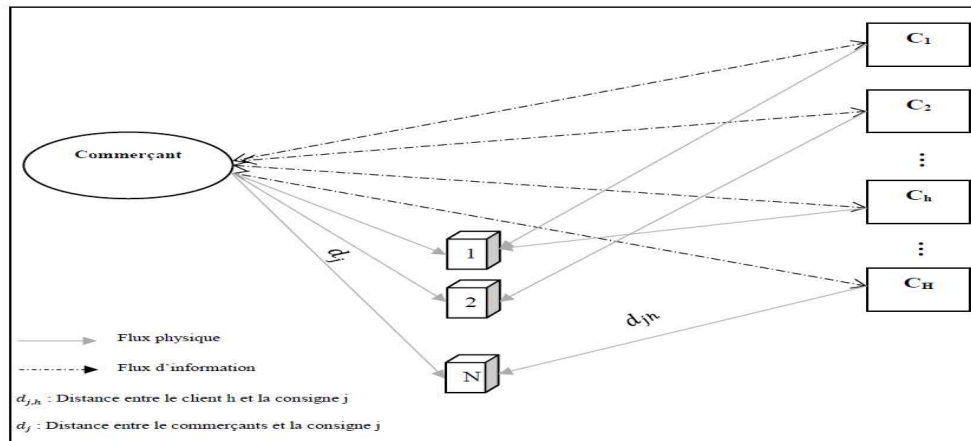 C1
C2
Commerçant
...
Ch
1
...
dj
2
CH
djh
Flux physique
N
Flux d'information
dj,h : Distance entre le client h et la consigne j
dj : Distance entre le commerçants et la consigne j